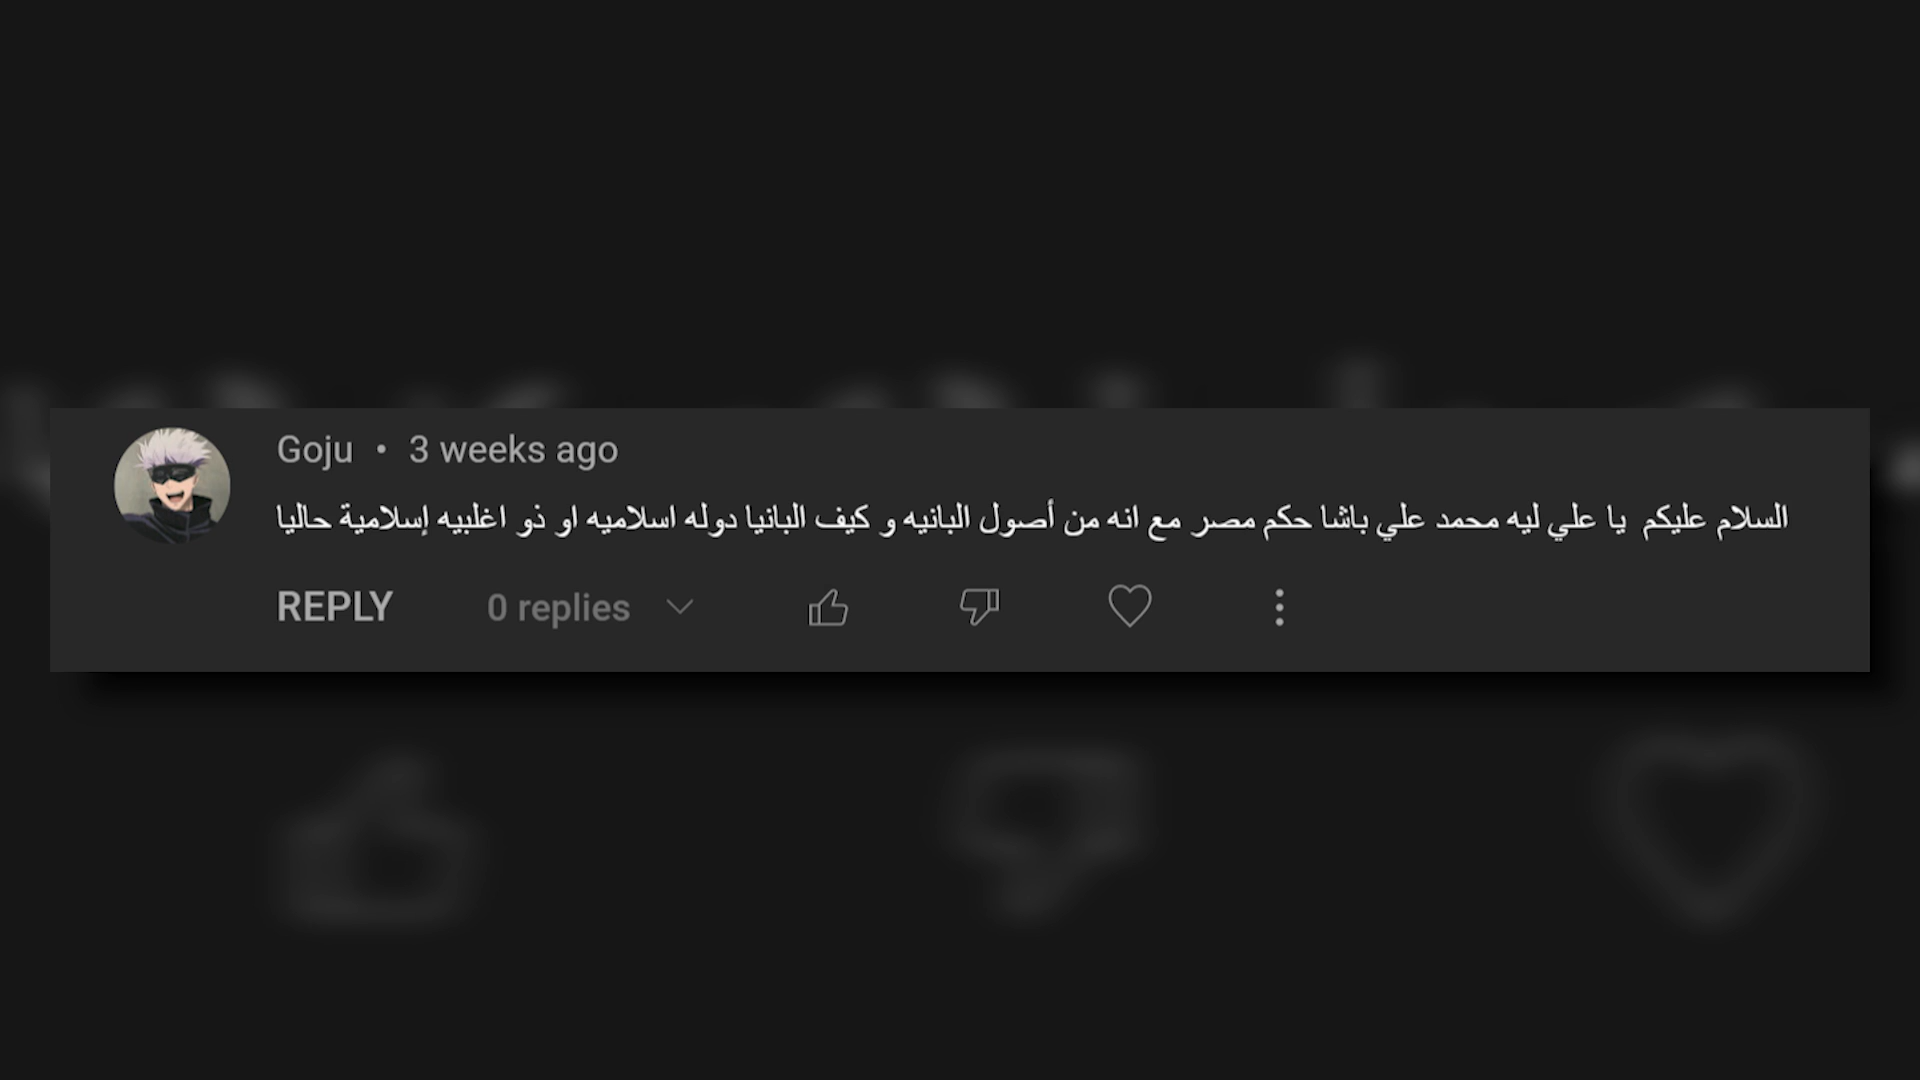 Goju • 3 weeks ago
السلام عليكم يا علي ليه محمد علي باشا حكم مصر مع انه من أصول البانيه و كيف البانيا دوله اسلاميه او ذو اغلبيه إسلامية حاليا
REPLY 0 replies